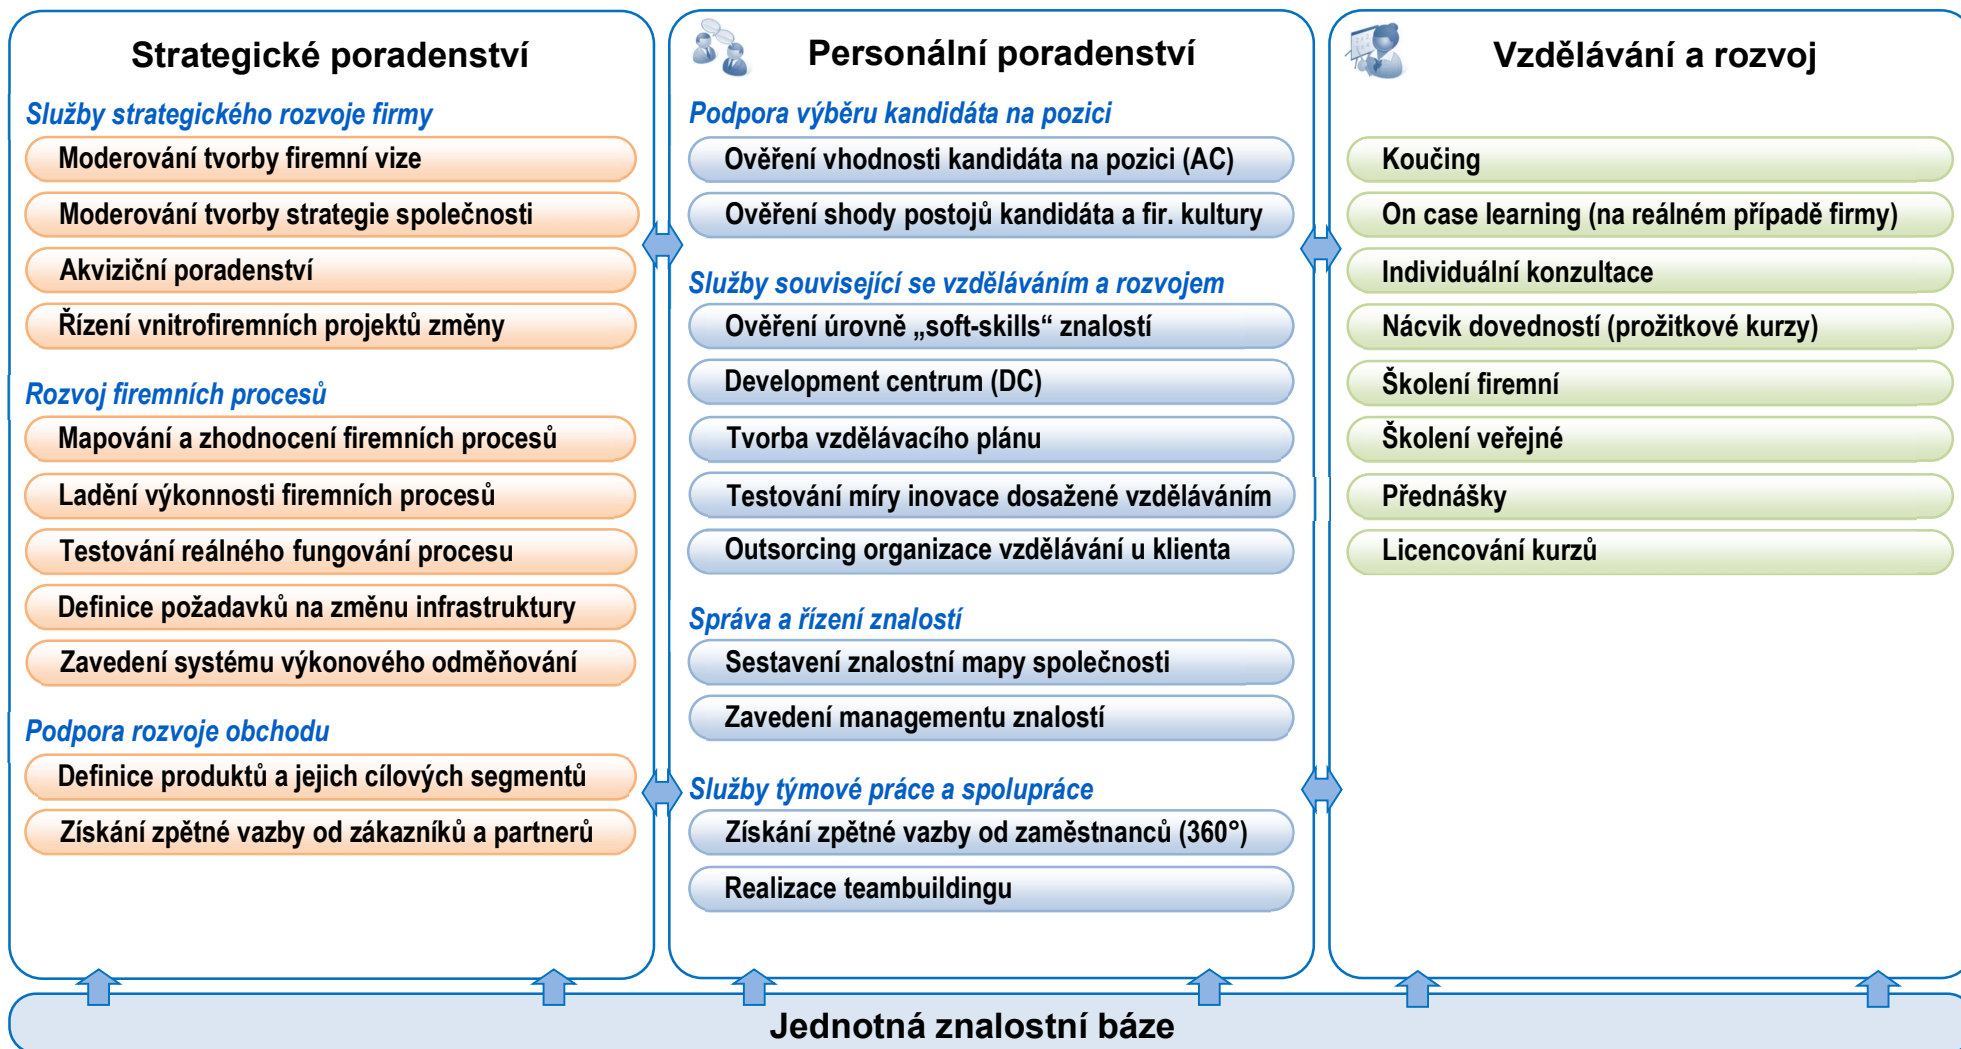 Strategické poradenství
Služby strategického rozvoje firmy
Moderování tvorby firemní vize
Moderování tvorby strategie společnosti
Akviziční poradenství
Řízení vnitrofiremních projektů změny
Rozvoj firemních procesů
Mapování a zhodnocení firemních procesů
Ladění výkonnosti firemních procesů
Testování reálného fungování procesu
Definice požadavků na změnu infrastruktury
Zavedení systému výkonového odměňování
Podpora rozvoje obchodu
Definice produktů a jejich cílových segmentů
Získání zpětné vazby od zákazníků a partnerů
Personální poradenství
Podpora výběru kandidáta na pozici
Ověření vhodnosti kandidáta na pozici (AC)
Ověření shody postojů kandidáta a fir. kultury
Služby související se vzděláváním a rozvojem
Ověření úrovně „soft-skills“ znalostí
Development centrum (DC)
Tvorba vzdělávacího plánu
Testování míry inovace dosažené vzděláváním
Outsorcing organizace vzdělávání u klienta
Správa a řízení znalostí
Sestavení znalostní mapy společnosti
Zavedení managementu znalostí
Služby týmové práce a spolupráce
Získání zpětné vazby od zaměstnanců (360°)
Realizace teambuildingu
Vzdělávání a rozvoj
Koučing
On case learning (na reálném případě firmy)
Individuální konzultace
Nácvik dovedností (prožitkové kurzy)
Školení firemní
Školení veřejné
Přednášky
Licencování kurzů
Jednotná znalostní báze